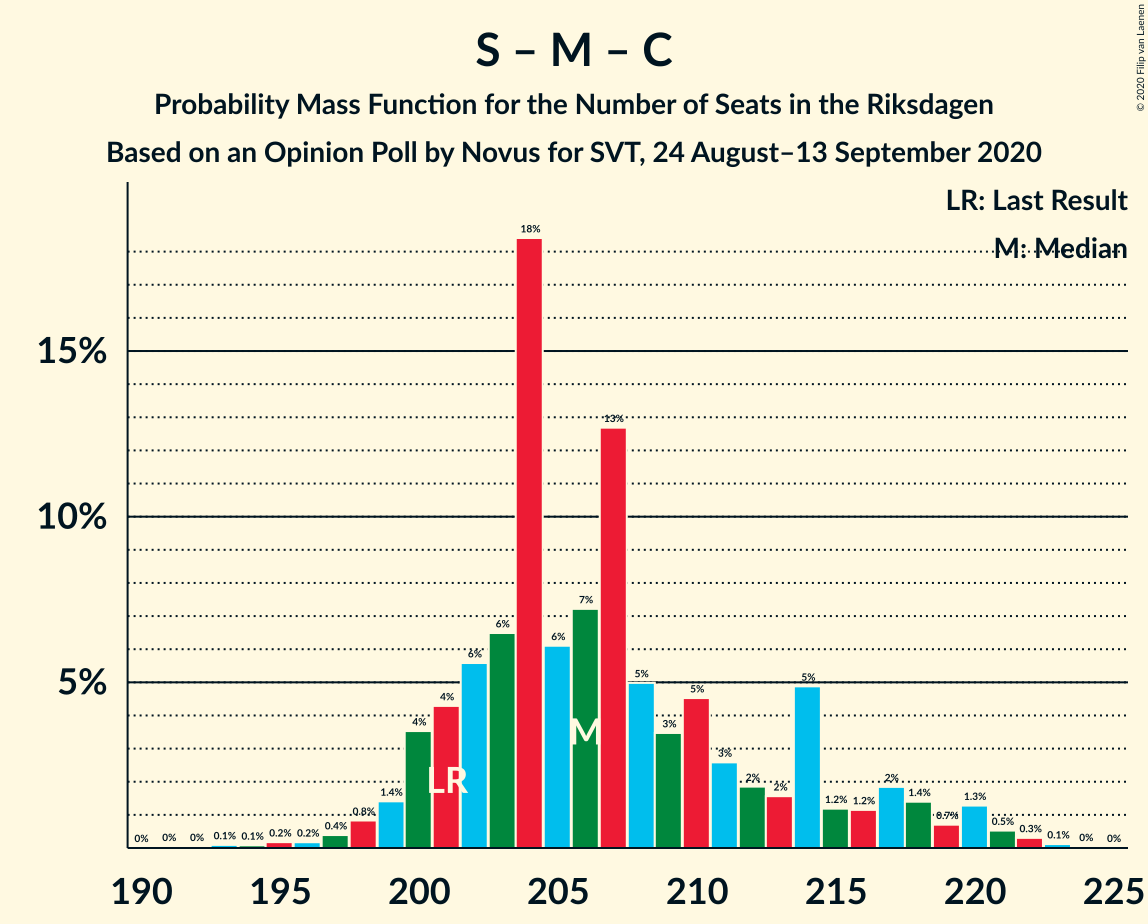 © 2020 Filip van Laenen
S – M – C
Probability Mass Function for the Number of Seats in the Riksdagen
Based on an Opinion Poll by Novus for SVT, 24 August–13 September 2020
LR: Last Result
M: Median
15%
10%
5%
0% 0% 0% 0.1% 0.1% 0.2% 0.2% 0.4% 0.8% 1.4% 4% 4% 6% 6% 18% 6% 7% 13% 5% 3% 5% 3% 2% 2% 5% 1.2% 1.2% 2% 1.4% 0.7% 1.3% 0.5% 0.3% 0.1% 0% 0%
LR
M
190 195 200 205 210 215 220 225